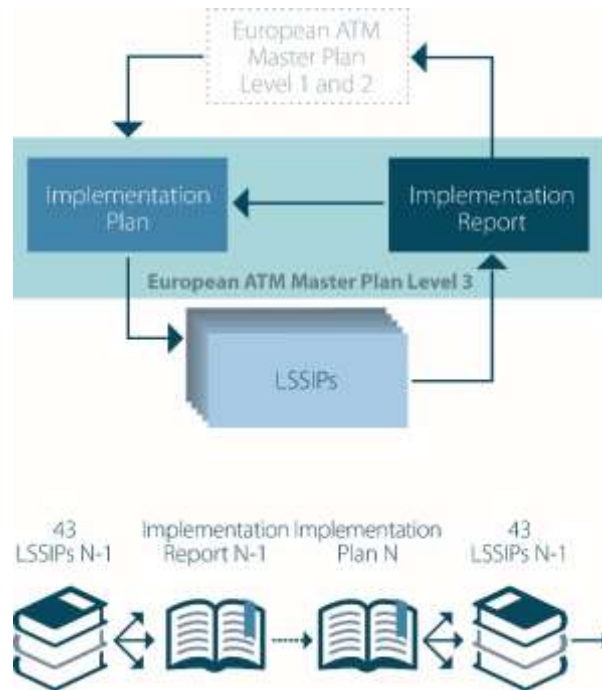 European ATM
Master Plan
Level 1 and 2
Implementation
Plan
Implementation
Report
European ATM Master Plan Level 3
LSSIPs
43
LSSIPs N-1
Implementation
Report N-1
Implementation
Plan N
43
LSSIPs N-1